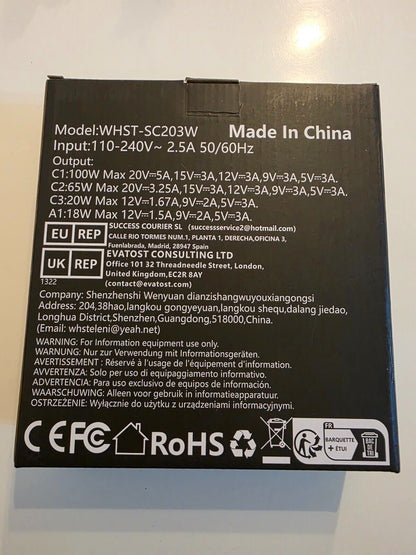 Model:WHST-SC203W Made In China
Input:110-240V~ 2.5A 50/60Hz
Output:
C1:100W Max 20V⎓5A,15V⎓3A,12V⎓3A,9V⎓3A,5V⎓3A.
C2:65W Max 20V⎓3.25A,15V⎓3A,12V⎓3A,9V⎓3A,5V⎓3A.
C3:20W Max 12V⎓1.67A,9V⎓2A,5V⎓3A.
A1:18W Max 12V⎓1.5A,9V⎓2A,5V⎓3A.
EU REP
SUCCESS COURIER SL (successservice2@hotmail.com)
CALLE RIO TORMES NUM.1, PLANTA 1, DERECHA,OFICINA 3,
Fuenlabrada, Madrid, 28947 Spain
UK REP
EVATOST CONSULTING LTD
Office 101 32 Threadneedle Street, London,
United Kingdom,EC2R 8AY
(contact@evatost.com)
T322
Company: Shenzhenshi Wenyuan dianzishangwuyouxiangongsi
Address: 204,38hao,langkou gongyeyuan,langkou shequ,dalang jiedao,
Longhua District,Shenzhen,Guangdong,518000,China.
(Email: whsteleni@yeah.net)
WARNING: For Information equipment use only.
WARNUNG: Nur zur Verwendung mit Informationsgeräten.
AVERTISSEMENT : Réservé à l'usage de l'équipement d'information.
AVVERTENZA: Solo per uso di equipaggiamento informativo.
ADVERTENCIA: Para uso exclusivo de equipos de información.
WAARSCHUWING: Alleen voor gebruik in informatieapparatuur.
OSTRZEŻENIE: Wyłącznie do użytku z urządzeniami informacyjnymi.
CE FC RoHS
FR
BARQUETTE
+ ÉTUI
BAC
DE
TRI